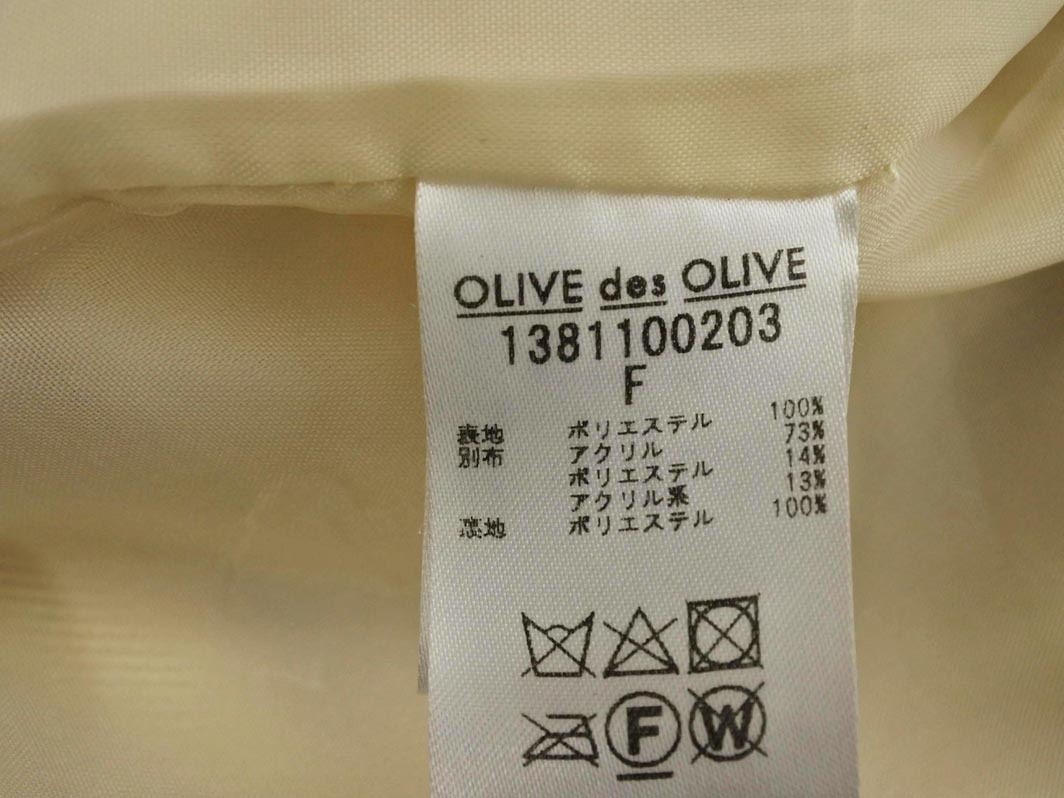 OLIVE des OLIVE
1381100203
F
表地 ポリエステル 100%
別布 アクリル 73%
ポリエステル 14%
アクリル系 13%
裏地 ポリエステル 100%
F W